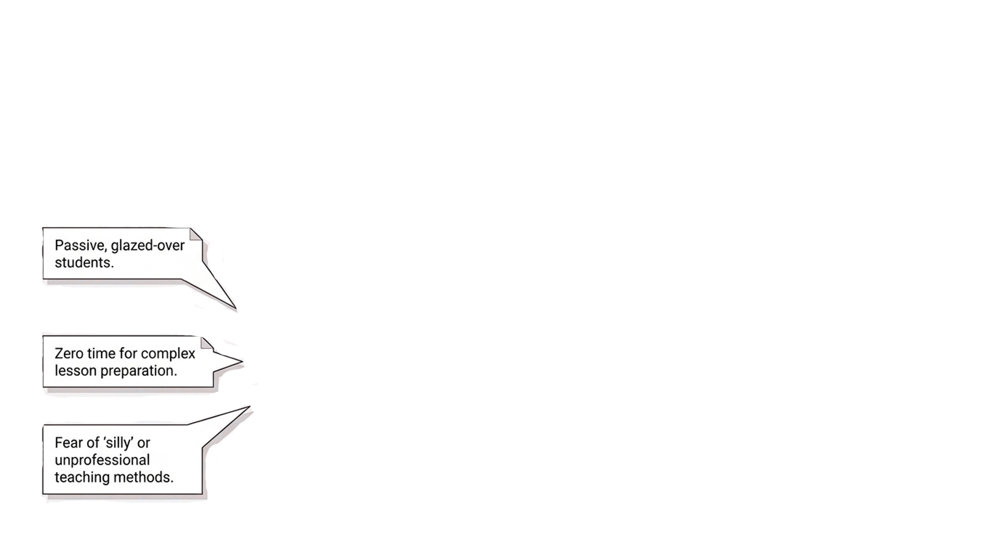 Passive, glazed-over
students.
Zero time for complex
lesson preparation.
Fear of ‘silly’ or
unprofessional
teaching methods.